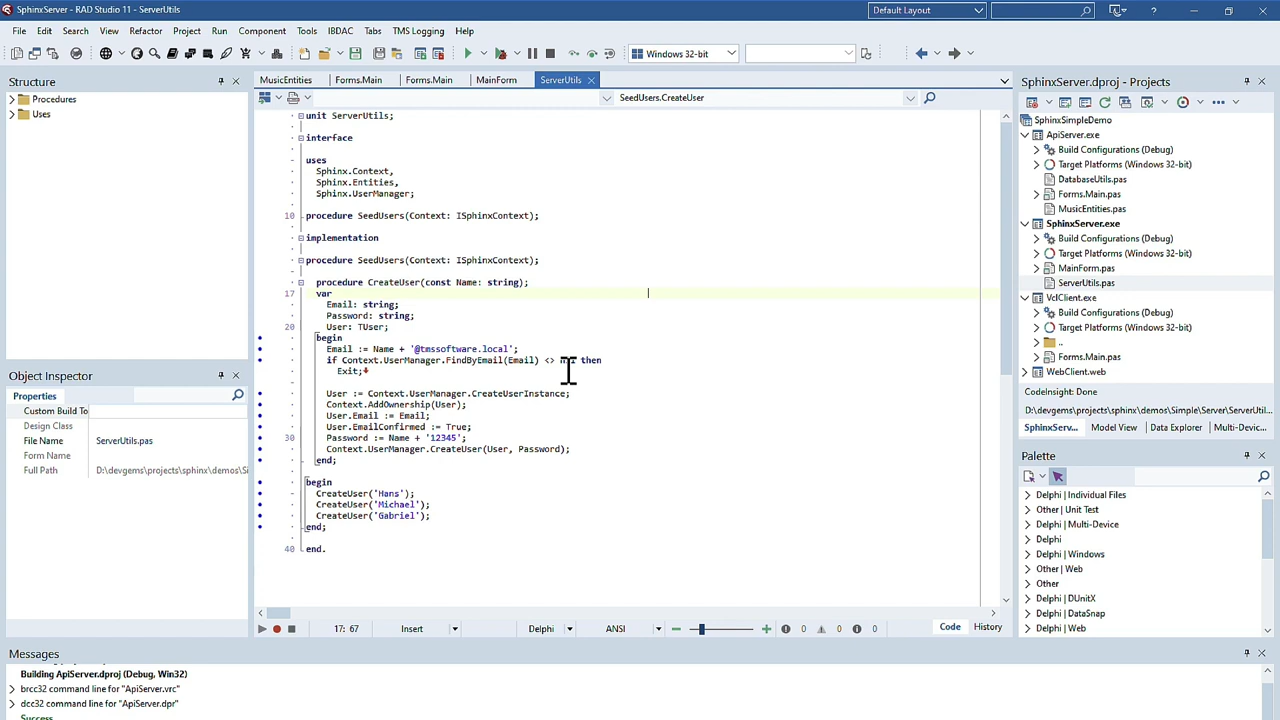 SphinxServer - RAD Studio 11 - ServerUtils
Default Layout
File Edit Search View Refactor Project Run Component Tools IBDAC Tabs TMS Logging Help
Windows 32-bit
Structure
Procedures
Uses
MusicEntities Forms.Main Forms.Main MainForm ServerUtils
SeedUsers.CreateUser
unit ServerUtils;
interface
uses
Sphinx.Context,
Sphinx.Entities,
Sphinx.UserManager;
10 procedure SeedUsers(Context: ISphinxContext);
implementation
procedure SeedUsers(Context: ISphinxContext);
procedure CreateUser(const Name: string);
17 var
Email: string;
Password: string;
20 User: TUser;
begin
Email := Name + '@tmssoftware.local';
if Context.UserManager.FindByEmail(Email) <> then
Exit;
User := Context.UserManager.CreateUserInstance;
Context.AddOwnership(User);
User.Email := Email;
User.EmailConfirmed := True;
30 Password := Name + '12345';
Context.UserManager.CreateUser(User, Password);
end;
begin
CreateUser('Hans');
CreateUser('Michael');
CreateUser('Gabriel');
end;
40 end.
17: 67 Insert Delphi ANSI 0 0 0 Code History
Object Inspector
Properties
Custom Build To
Design Class
File Name ServerUtils.pas
Form Name
Full Path D:\devgems\projects\sphinx\demos\Si
SphinxServer.dproj - Projects
SphinxSimpleDemo
ApiServer.exe
Build Configurations (Debug)
Target Platforms (Windows 32-bit)
DatabaseUtils.pas
Forms.Main.pas
MusicEntities.pas
SphinxServer.exe
Build Configurations (Debug)
Target Platforms (Windows 32-bit)
MainForm.pas
ServerUtils.pas
VclClient.exe
Build Configurations (Debug)
Target Platforms (Windows 32-bit)
..
WebClient.web
CodeInsight: Done
D:\devgems\projects\sphinx\demos\Simple\Server\ServerUtil...
SphinxServ... Model View Data Explorer Multi-Devic...
Palette
Delphi | Individual Files
Other | Unit Test
Delphi | Multi-Device
Delphi
Delphi | Windows
Other | Web
Other
Delphi | DUnitX
Delphi | DataSnap
Delphi | Web
Messages
Building ApiServer.dproj (Debug, Win32)
brcc32 command line for "ApiServer.vrc"
dcc32 command line for "ApiServer.dpr"
Success